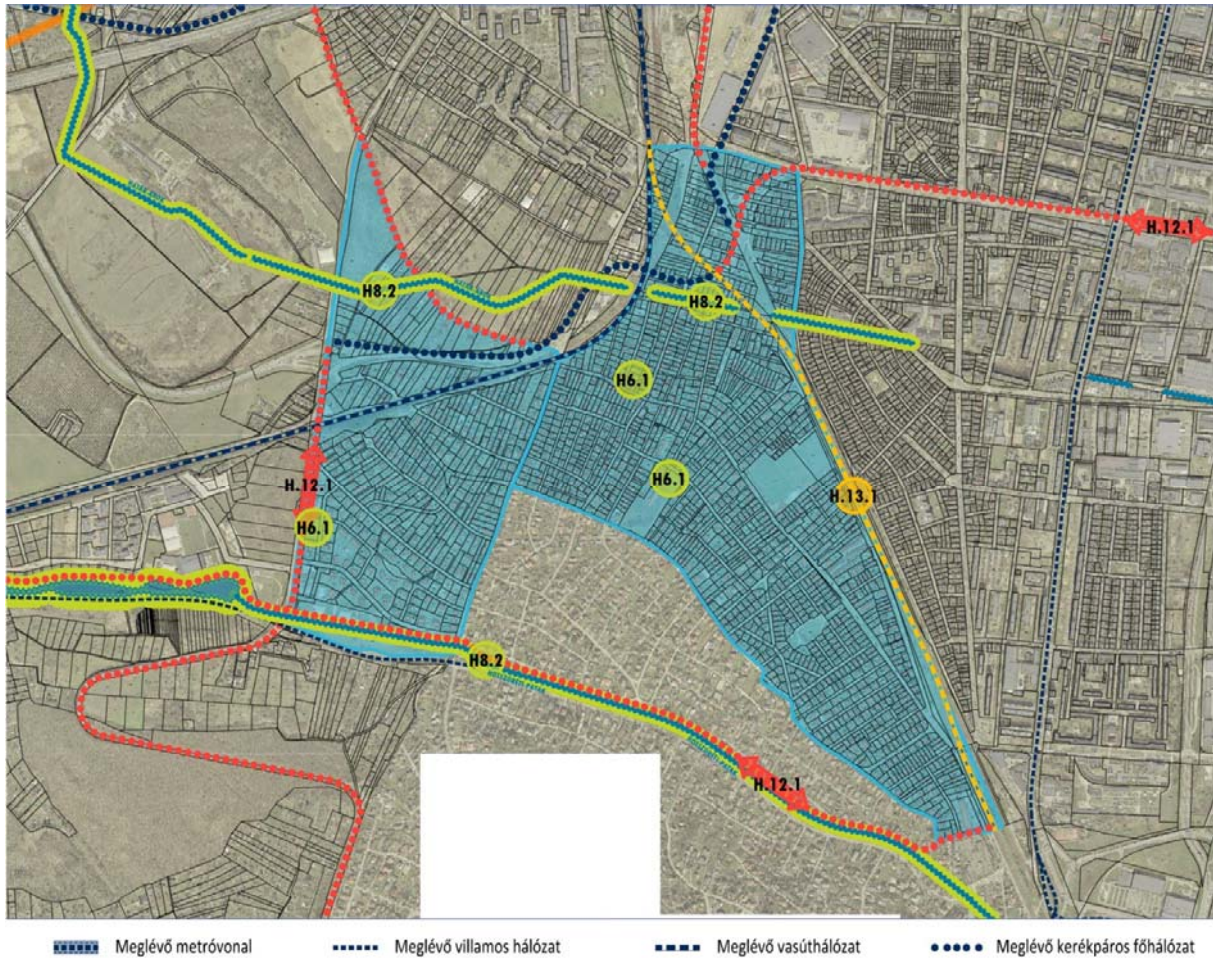 H.12.1
H8.2
H8.2
H6.1
H6.1
H.12.1
H.13.1
H6.1
H8.2
H.12.1
Meglévő metróvonal
Meglévő villamos hálózat
Meglévő vasúthálózat
Meglévő kerékpáros főhálózat